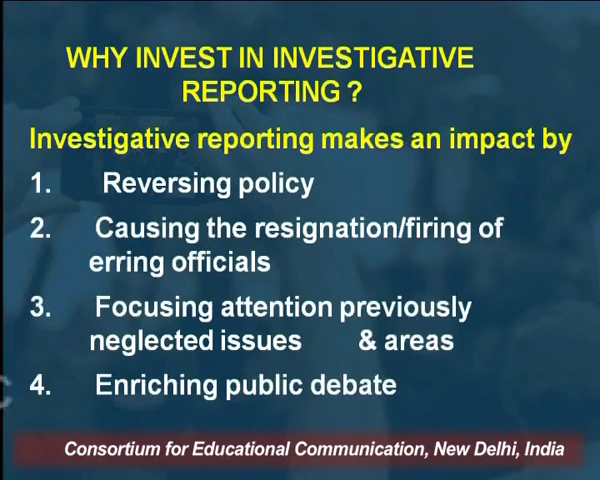 WHY INVEST IN INVESTIGATIVE
REPORTING ?
Investigative reporting makes an impact by
1. Reversing policy
2. Causing the resignation/firing of
erring officials
3. Focusing attention previously
neglected issues & areas
4. Enriching public debate
C
Consortium for Educational Communication, New Delhi, India